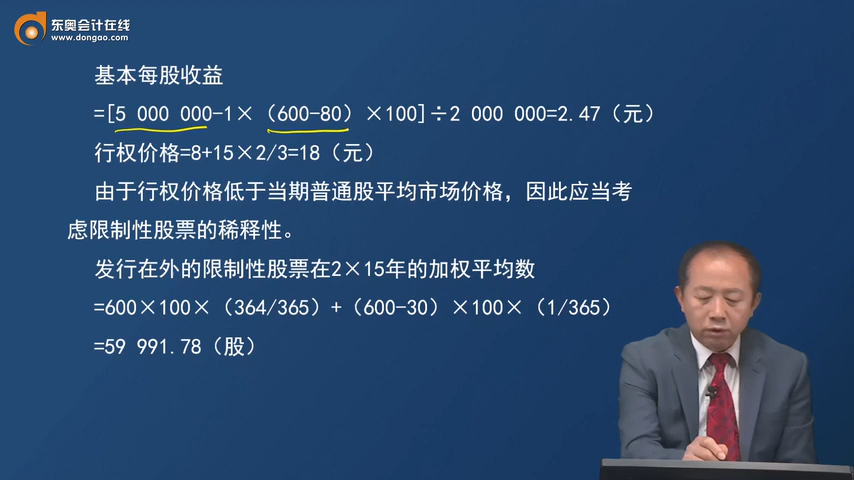 东奥会计在线
www.dongao.com
基本每股收益
=[5 000 000-1×（600-80）×100]÷2 000 000=2.47（元）
行权价格=8+15×2/3=18（元）
由于行权价格低于当期普通股平均市场价格，因此应当考
虑限制性股票的稀释性。
发行在外的限制性股票在2×15年的加权平均数
=600×100×（364/365）+（600-30）×100×（1/365）
=59 991.78（股）